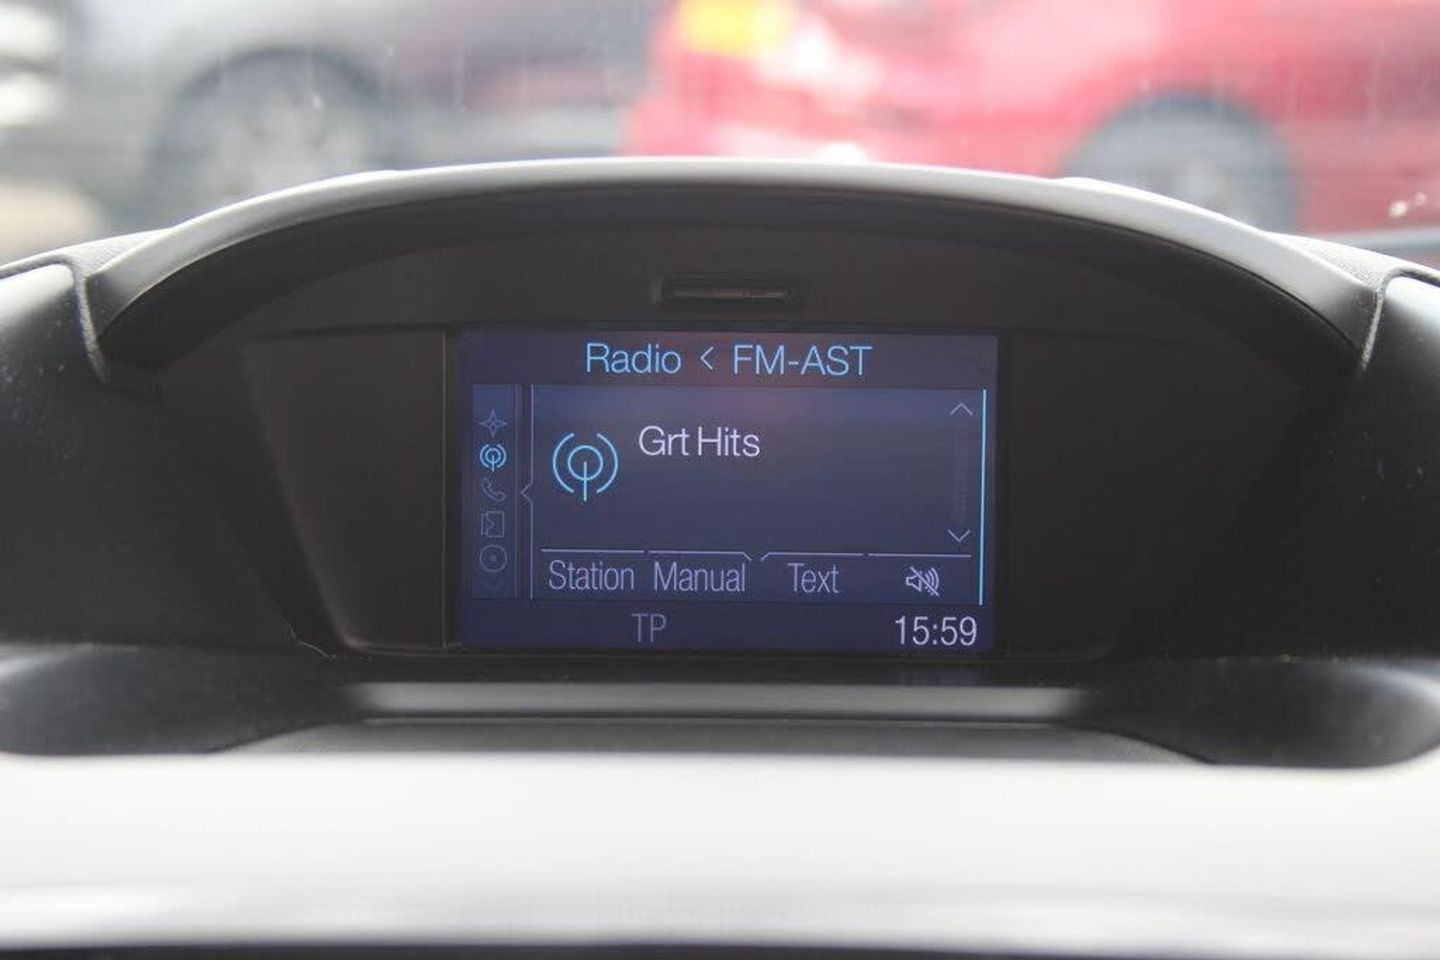 Radio < FM-AST
Grt Hits
Station Manual Text
TP 15:59